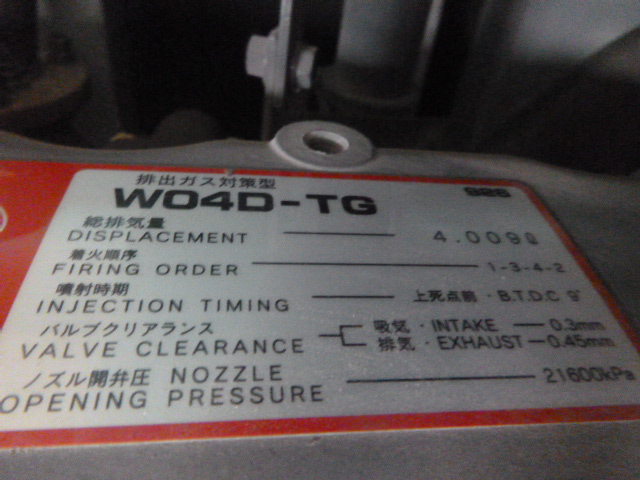 排出ガス対策型
W04D-TG
総排気量
DISPLACEMENT 4.009ℓ
着火順序
FIRING ORDER 1-3-4-2
噴射時期
INJECTION TIMING 上死点前・B.T.D.C 9°
バルブクリアランス 吸気・INTAKE 0.3mm
VALVE CLEARANCE 排気・EXHAUST 0.45mm
ノズル開弁圧 NOZZLE 21600kPa
OPENING PRESSURE